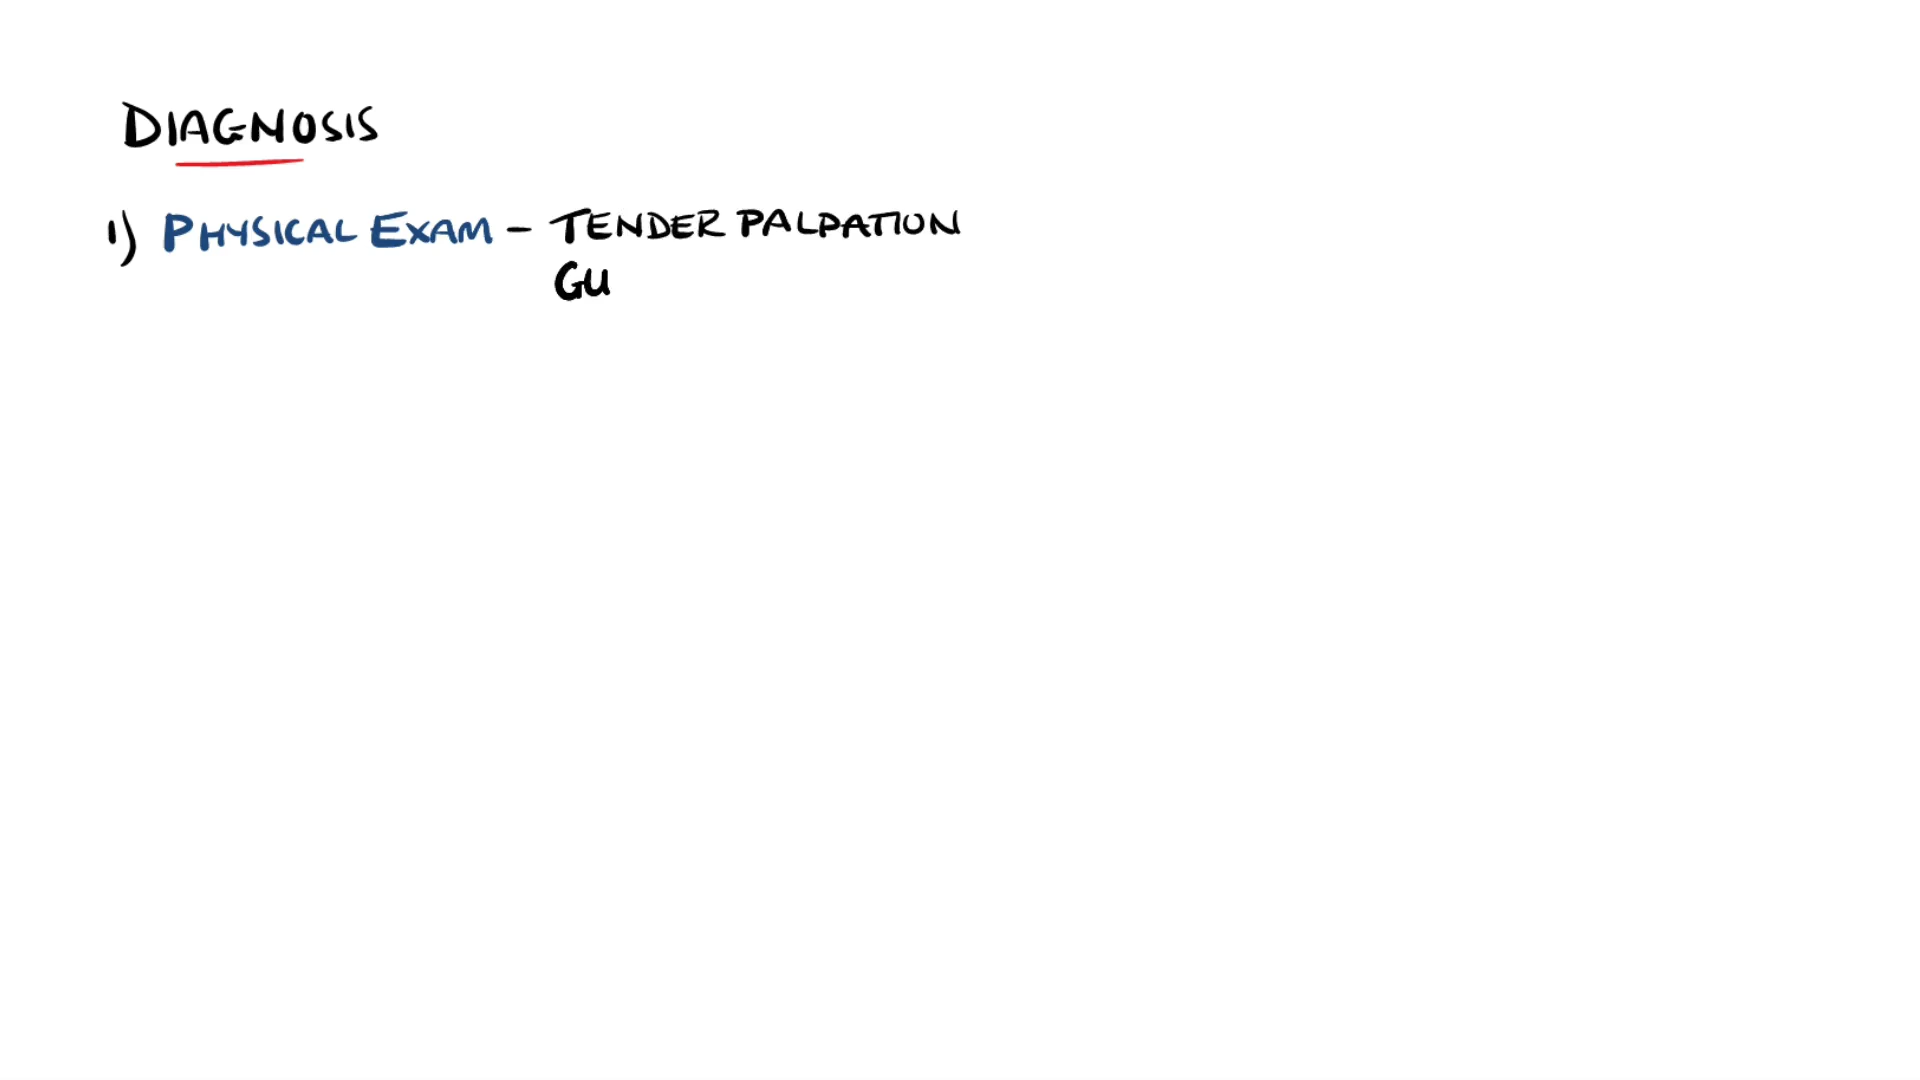 DIAGNOSIS
1) PHYSICAL EXAM - TENDER PALPATION
GU